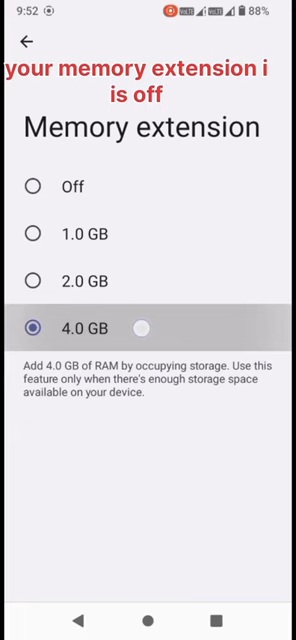 9:52
VoLTE VoLTE 88%
your memory extension i
is off
Memory extension
Off
1.0 GB
2.0 GB
4.0 GB
Add 4.0 GB of RAM by occupying storage. Use this
feature only when there's enough storage space
available on your device.